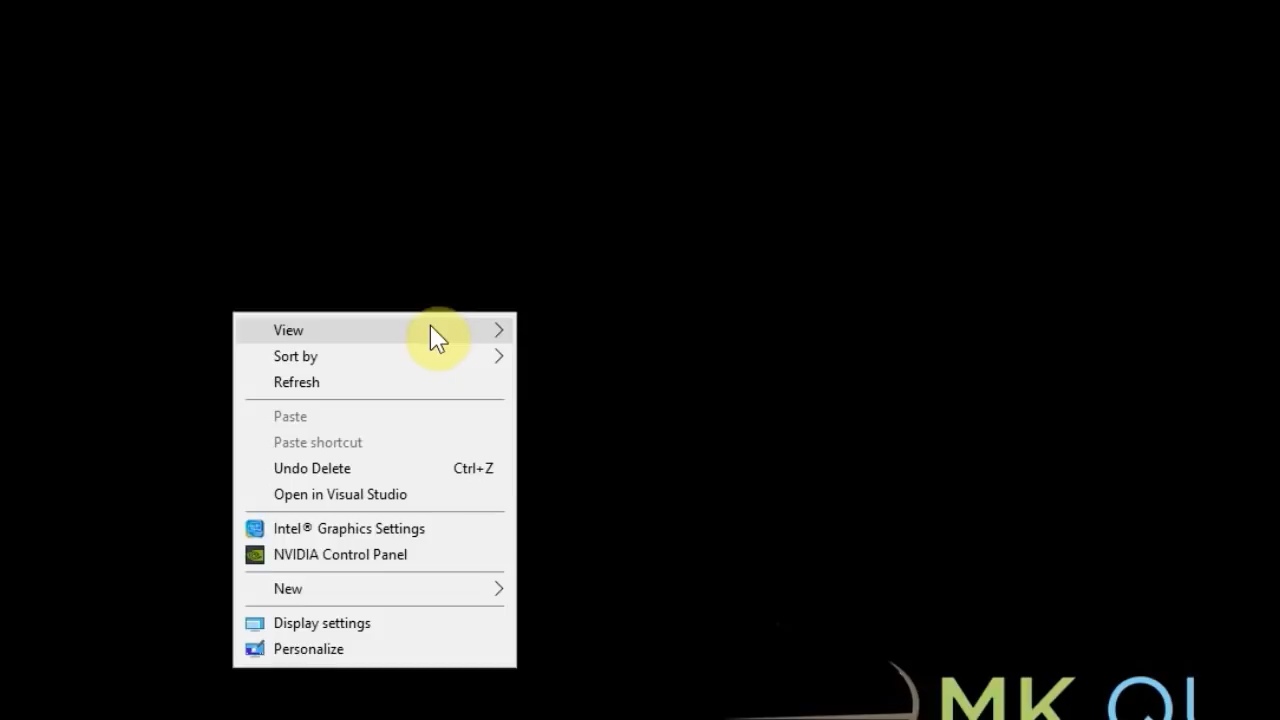 View
Sort by
Refresh
Paste
Paste shortcut
Undo Delete Ctrl+Z
Open in Visual Studio
Intel® Graphics Settings
NVIDIA Control Panel
New
Display settings
Personalize
MK